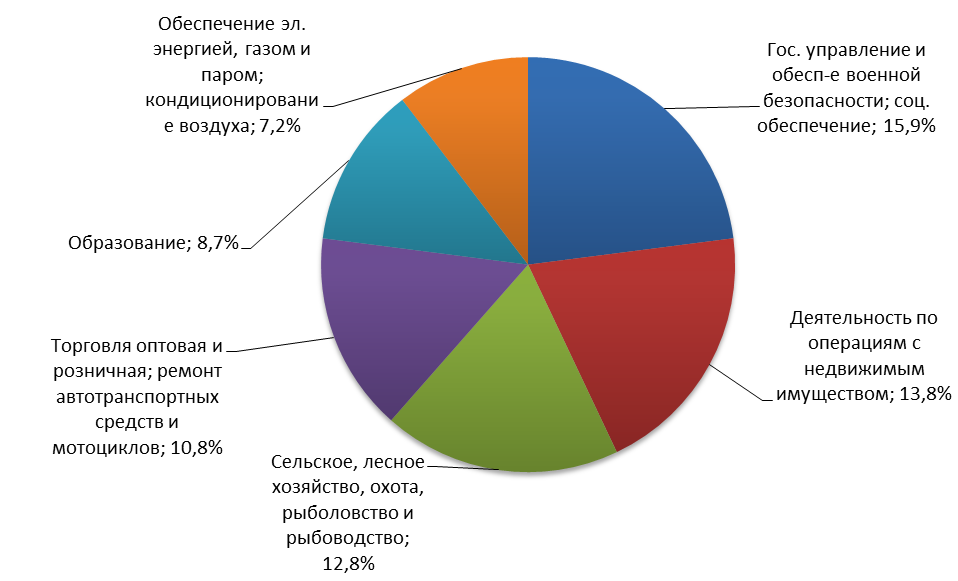 Обеспечение эл.
энергией, газом и
паром;
кондиционировани
е воздуха; 7,2%
Гос. управление и
обесп-е военной
безопасности; соц.
обеспечение; 15,9%
Образование; 8,7%
Деятельность по
операциям с
недвижимым
имуществом; 13,8%
Торговля оптовая и
розничная; ремонт
автотранспортных
средств и
мотоциклов; 10,8%
Сельское, лесное
хозяйство, охота,
рыболовство и
рыбоводство;
12,8%